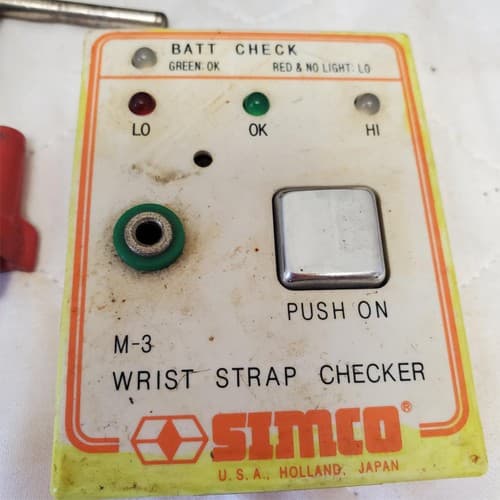 BATT CHECK
GREEN: OK RED & NO LIGHT: LO
LO OK HI
PUSH ON
M-3
WRIST STRAP CHECKER
SIMCO®
U.S.A., HOLLAND, JAPAN